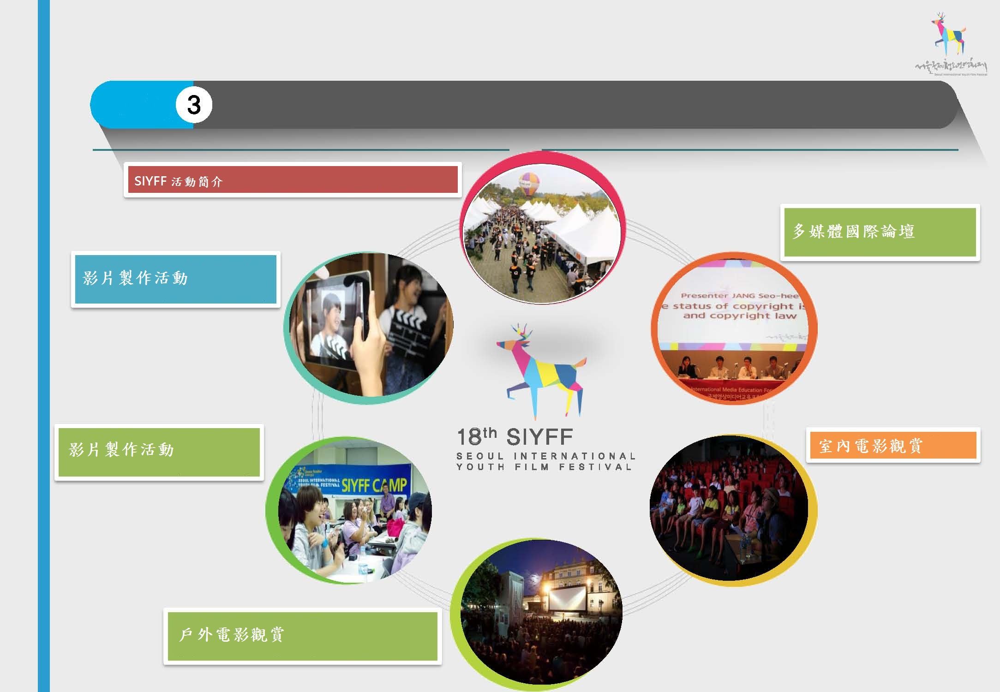 서울국제청소년영화제
Seoul International Youth Film Festival
3
SIYFF 活動簡介
多媒體國際論壇
影片製作活動
Presenter JANG Seo-hee
e status of copyright is
and copyright law
International Media Education For
국제영상미디어교육포럼
18th SIYFF
SEOUL INTERNATIONAL
YOUTH FILM FESTIVAL
影片製作活動
室內電影觀賞
SEOUL INTERNATIONAL
YOUTH FILM FESTIVAL
SIYFF CAMP
戶外電影觀賞